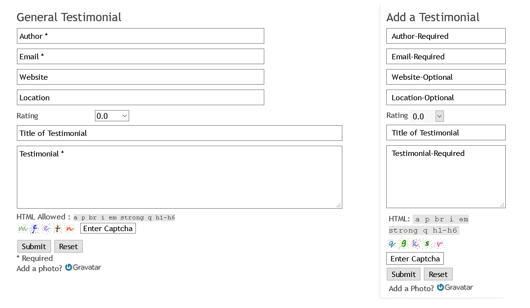 General Testimonial
Author *
Email *
Website
Location
Rating 0.0
Title of Testimonial
Testimonial *
HTML Allowed : a p br i em strong q h1-h6
Enter Captcha
Submit Reset
* Required
Add a photo? Gravatar
Add a Testimonial
Author-Required
Email-Required
Website-Optional
Location-Optional
Rating 0.0
Title of Testimonial
Testimonial-Required
HTML: a p br i em
strong q h1-h6
q g k s v
Enter Captcha
Submit Reset
Add a Photo? Gravatar